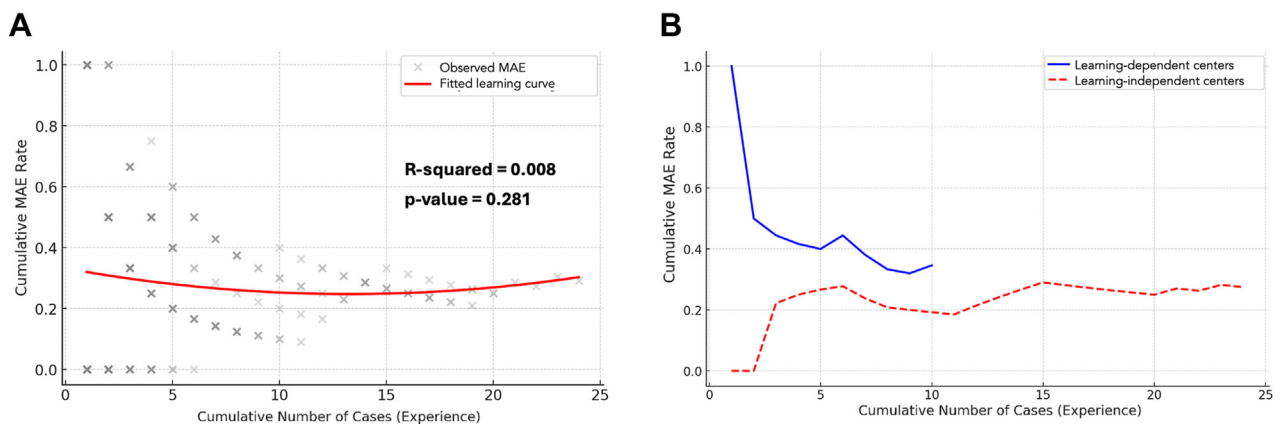 A
Cumulative MAE Rate
1.0
0.8
0.6
0.4
0.2
0.0
Observed MAE
Fitted learning curve
R-squared = 0.008
p-value = 0.281
0 5 10 15 20 25
Cumulative Number of Cases (Experience)
B
Cumulative MAE Rate
1.0
0.8
0.6
0.4
0.2
0.0
Learning-dependent centers
Learning-independent centers
0 5 10 15 20 25
Cumulative Number of Cases (Experience)